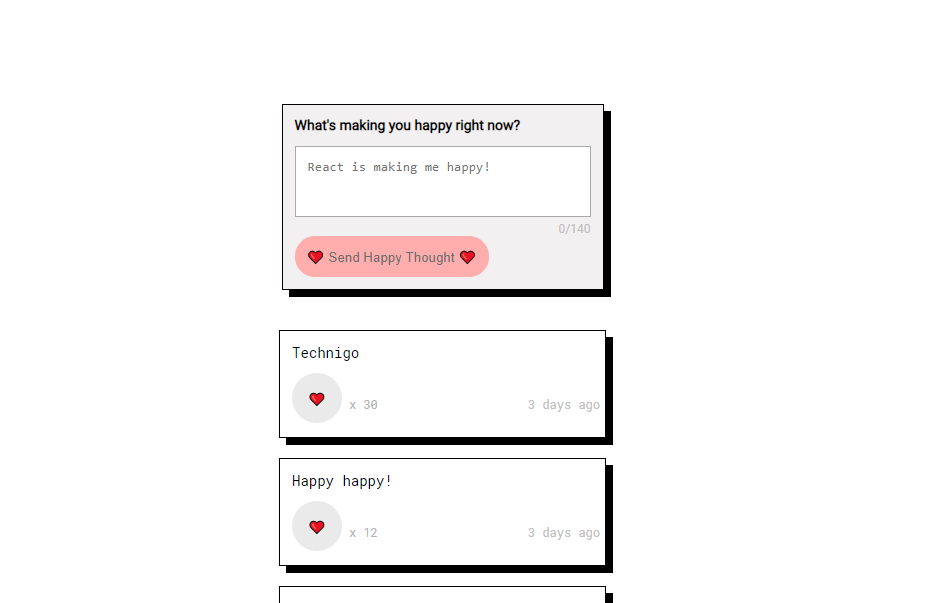 What's making you happy right now?
React is making me happy!
0/140
❤️ Send Happy Thought ❤️
Technigo
❤️ x 30 3 days ago
Happy happy!
❤️ x 12 3 days ago